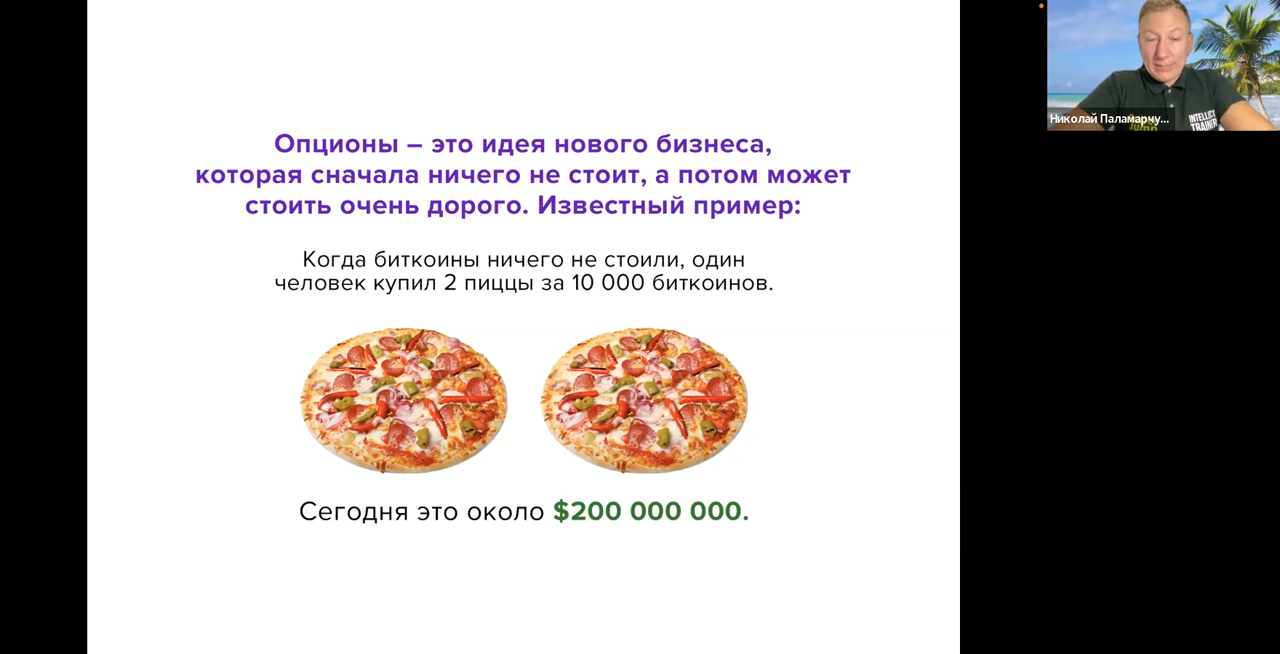 Опционы – это идея нового бизнеса,
которая сначала ничего не стоит, а потом может
стоить очень дорого. Известный пример:
Когда биткоины ничего не стоили, один
человек купил 2 пиццы за 10 000 биткоинов.
Сегодня это около $200 000 000.
Николай Паламарчу...
INTELLECT
TRAINER